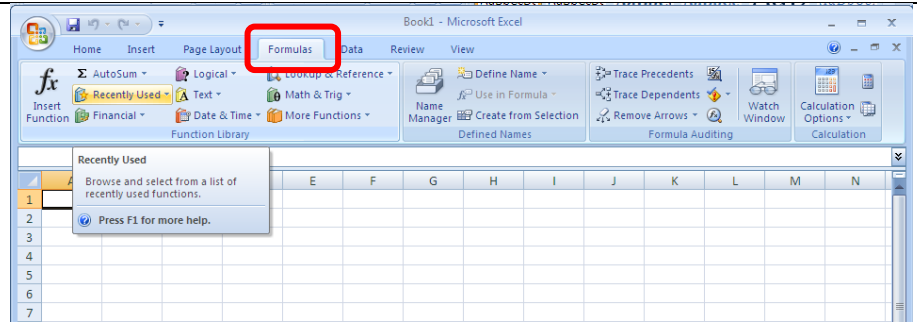 Book1 - Microsoft Excel
Home Insert Page Layout Formulas Data Review View
Σ AutoSum Logical Lookup & Reference Define Name Trace Precedents
fx Recently Used Text Math & Trig Use in Formula Trace Dependents
Insert Function Financial Date & Time More Functions Name Manager Create from Selection Remove Arrows Watch Window Calculation Options
Function Library Defined Names Formula Auditing Calculation
Recently Used
Browse and select from a list of
recently used functions.
Press F1 for more help.
E F G H I J K L M N
1
2
3
4
5
6
7